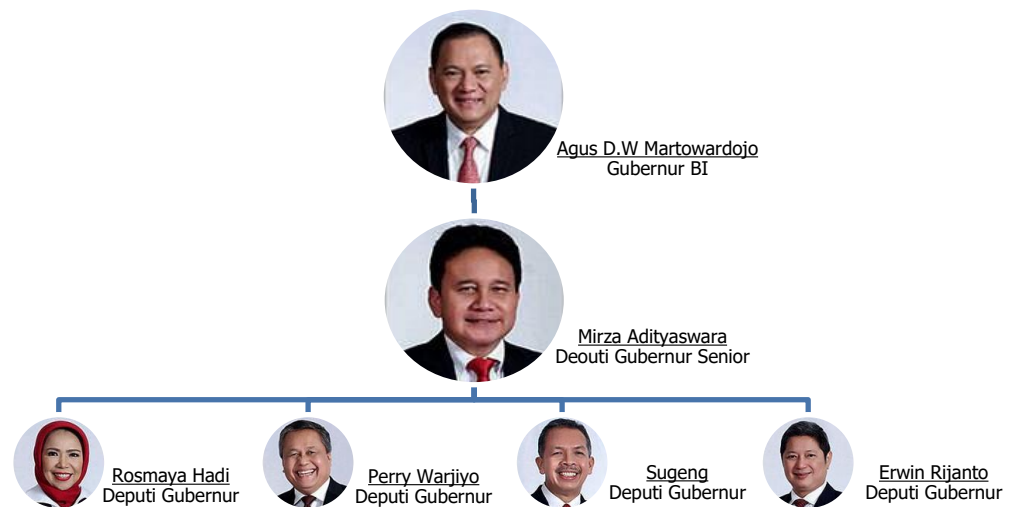 Agus D.W Martowardojo
Gubernur BI
Mirza Adityaswara
Deouti Gubernur Senior
Rosmaya Hadi
Deputi Gubernur
Perry Warjiyo
Deputi Gubernur
Sugeng
Deputi Gubernur
Erwin Rijanto
Deputi Gubernur